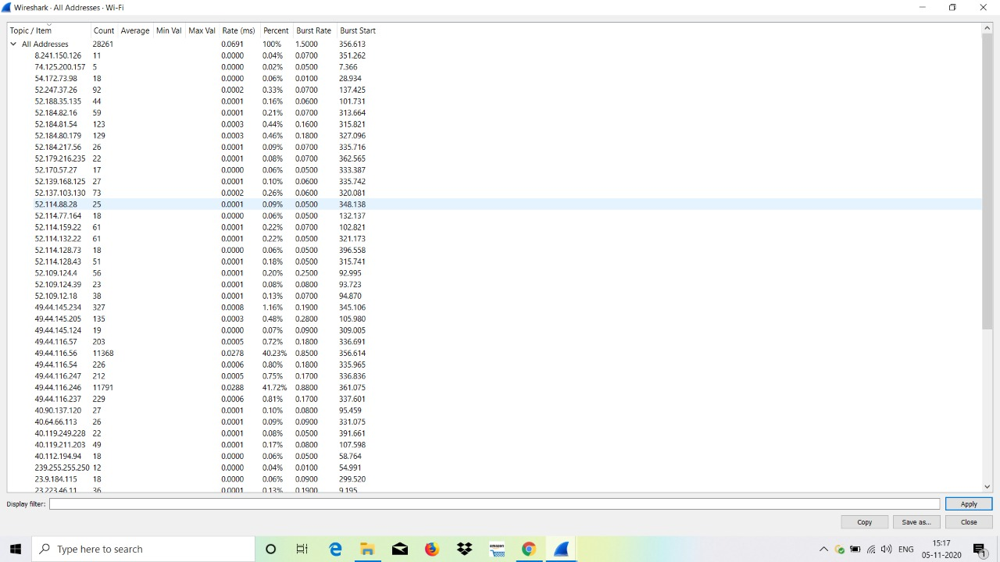 Wireshark · All Addresses · Wi-Fi
Topic / Item Count Average Min Val Max Val Rate (ms) Percent Burst Rate Burst Start
All Addresses 28261 0.0691 100% 1.5000 356.613
8.241.150.126 11 0.0000 0.04% 0.0700 351.262
74.125.200.157 5 0.0000 0.02% 0.0500 7.366
54.172.73.98 18 0.0000 0.06% 0.0100 28.934
52.247.37.26 92 0.0002 0.33% 0.0700 137.425
52.188.35.135 44 0.0001 0.16% 0.0600 101.731
52.184.82.16 59 0.0001 0.21% 0.0700 313.664
52.184.81.54 123 0.0003 0.44% 0.1600 315.821
52.184.80.179 129 0.0003 0.46% 0.1800 327.096
52.184.217.56 26 0.0001 0.09% 0.0700 335.716
52.179.216.235 22 0.0001 0.08% 0.0700 362.565
52.170.57.27 17 0.0000 0.06% 0.0500 333.387
52.139.168.125 27 0.0001 0.10% 0.0600 335.742
52.137.103.130 73 0.0002 0.26% 0.0600 320.081
52.114.88.28 25 0.0001 0.09% 0.0500 348.138
52.114.77.164 18 0.0000 0.06% 0.0500 132.137
52.114.159.22 61 0.0001 0.22% 0.0700 102.821
52.114.132.22 61 0.0001 0.22% 0.0500 321.173
52.114.128.73 18 0.0000 0.06% 0.0500 396.558
52.114.128.43 51 0.0001 0.18% 0.0500 315.741
52.109.124.4 56 0.0001 0.20% 0.2500 92.995
52.109.124.39 23 0.0001 0.08% 0.0800 93.723
52.109.12.18 38 0.0001 0.13% 0.0700 94.870
49.44.145.234 327 0.0008 1.16% 0.1900 345.106
49.44.145.205 135 0.0003 0.48% 0.2800 105.980
49.44.145.124 19 0.0000 0.07% 0.0900 309.005
49.44.116.57 203 0.0005 0.72% 0.1800 336.691
49.44.116.56 11368 0.0278 40.23% 0.8500 356.614
49.44.116.54 226 0.0006 0.80% 0.1800 335.965
49.44.116.247 212 0.0005 0.75% 0.1700 336.836
49.44.116.246 11791 0.0288 41.72% 0.8800 361.075
49.44.116.237 229 0.0006 0.81% 0.1700 337.601
40.90.137.120 27 0.0001 0.10% 0.0800 95.459
40.64.66.113 26 0.0001 0.09% 0.0900 331.075
40.119.249.228 22 0.0001 0.08% 0.0500 391.661
40.119.211.203 49 0.0001 0.17% 0.0800 107.598
40.112.194.94 18 0.0000 0.06% 0.0500 58.764
239.255.255.250 12 0.0000 0.04% 0.0100 54.991
23.9.184.115 18 0.0000 0.06% 0.0900 299.520
23.223.46.11 36 0.0001 0.13% 0.1900 9.195
Display filter: Apply
Copy Save as... Close
Type here to search
amazon
ENG
15:17
05-11-2020
1